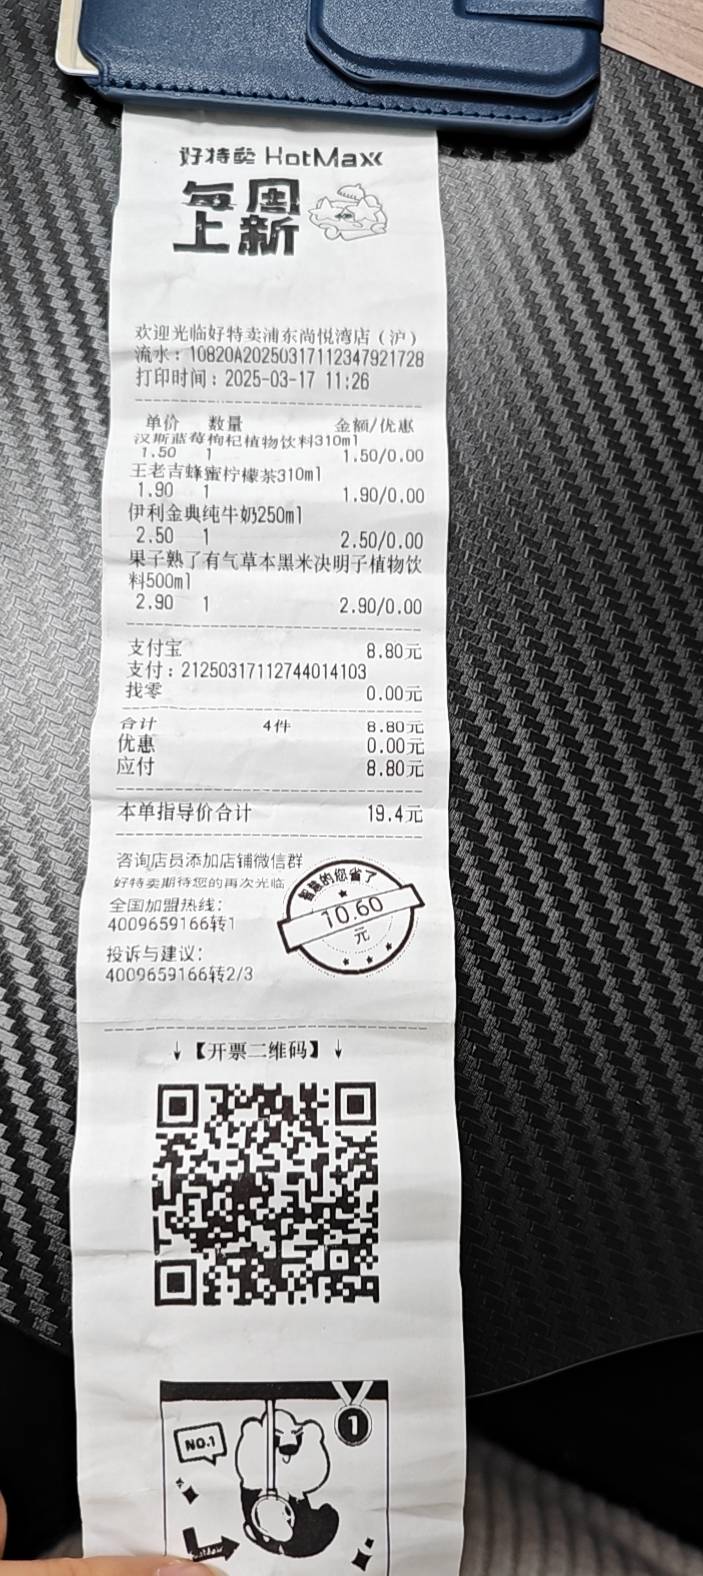 好特卖 HotMaxx
每周
上新
欢迎光临好特卖浦东尚悦湾店（沪）
流水：10820A20250317112347921728
打印时间：2025-03-17 11:26
单价 数量 金额/优惠
汉斯蓝莓枸杞植物饮料310ml
1.50 1 1.50/0.00
王老吉蜂蜜柠檬茶310ml
1.90 1 1.90/0.00
伊利金典纯牛奶250ml
2.50 1 2.50/0.00
果子熟了有气草本黑米决明子植物饮
料500ml
2.90 1 2.90/0.00
支付宝 8.80元
支付：21250317112744014103
找零 0.00元
合计 4件 8.80元
优惠 0.00元
应付 8.80元
本单指导价合计 19.4元
咨询店员添加店铺微信群
好特卖期待您的再次光临
全国加盟热线：
4009659166转1
投诉与建议：
4009659166转2/3
智慧的您省了
10.60
元
↓【开票二维码】↓
1
NO.1